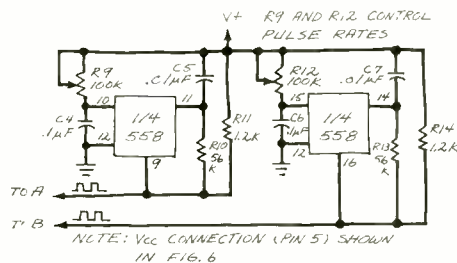 V+ R9 AND R12 CONTROL
PULSE RATES
R9
100K
C5
.01µF
R12
100K
C7
.01µF
10
11
15
14
C4
.1µF
1/4
558
R11
1.2K
C6
.1µF
1/4
558
R14
1.2K
12
R10
56
K
12
R13
56
K
9
16
TO A
TO B
NOTE: Vcc CONNECTION (PIN 5) SHOWN
IN FIG. 6